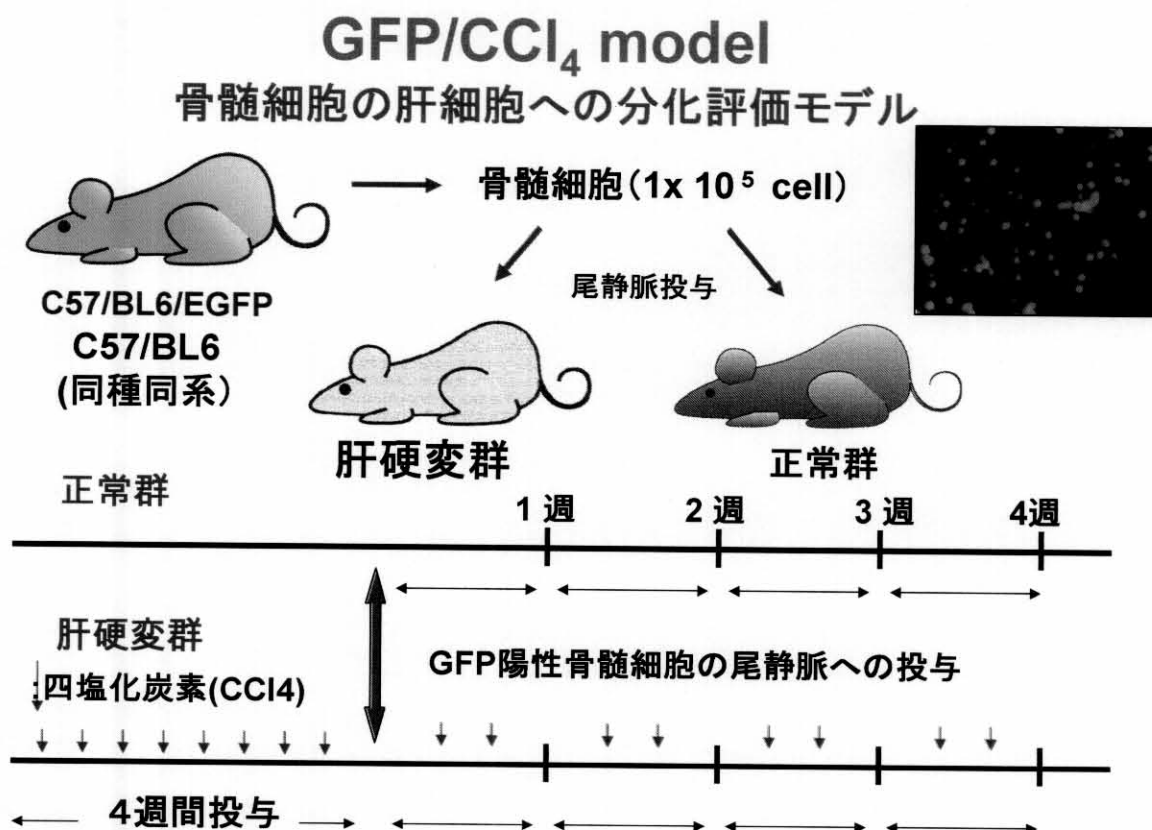 GFP/CCl₄ model
骨髄細胞の肝細胞への分化評価モデル
骨髄細胞(1x 10⁵ cell)
尾静脈投与
C57/BL6/EGFP
C57/BL6
(同種同系)
肝硬変群
正常群
正常群
1週 2週 3週 4週
肝硬変群
:四塩化炭素(CCl4)
GFP陽性骨髄細胞の尾静脈への投与
4週間投与